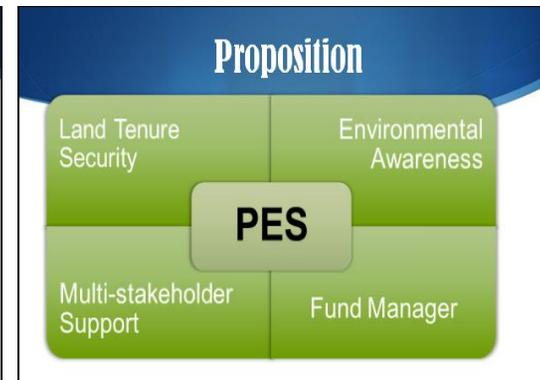 Proposition
Land Tenure
Security
Environmental
Awareness
PES
Multi-stakeholder
Support
Fund Manager